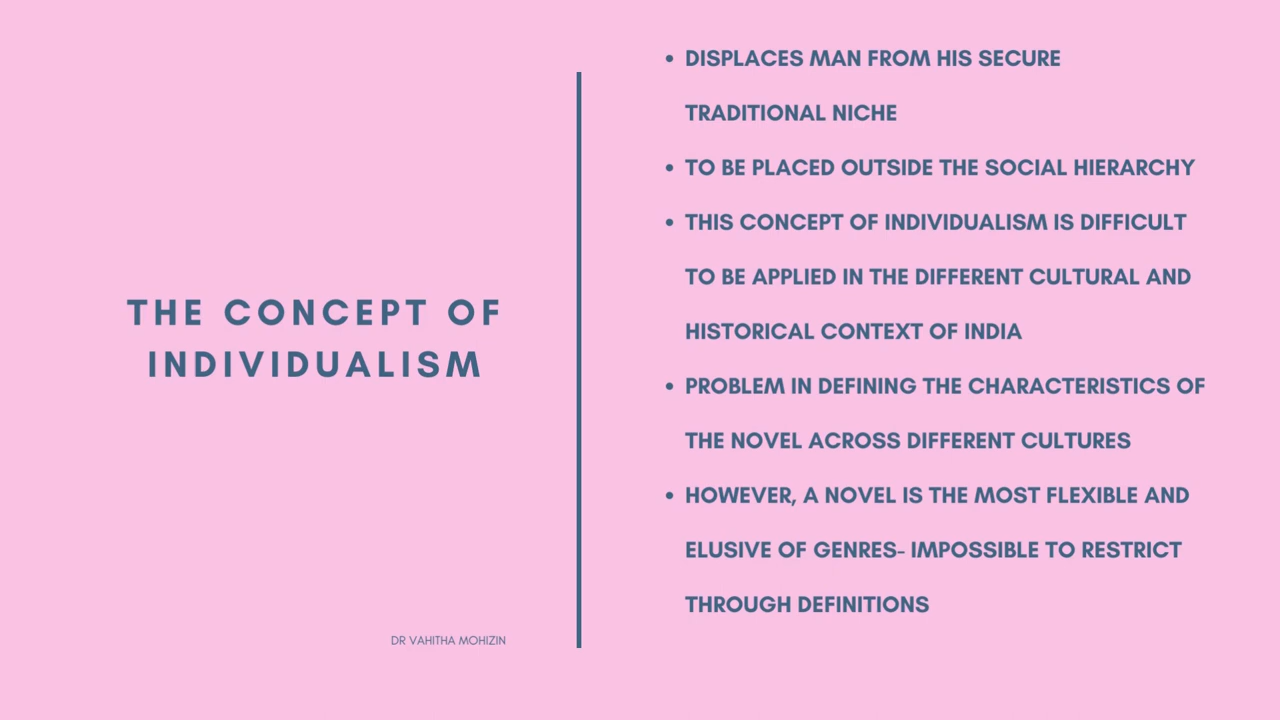 THE CONCEPT OF
INDIVIDUALISM
DR VAHITHA MOHIZIN
• DISPLACES MAN FROM HIS SECURE
TRADITIONAL NICHE
• TO BE PLACED OUTSIDE THE SOCIAL HIERARCHY
• THIS CONCEPT OF INDIVIDUALISM IS DIFFICULT
TO BE APPLIED IN THE DIFFERENT CULTURAL AND
HISTORICAL CONTEXT OF INDIA
• PROBLEM IN DEFINING THE CHARACTERISTICS OF
THE NOVEL ACROSS DIFFERENT CULTURES
• HOWEVER, A NOVEL IS THE MOST FLEXIBLE AND
ELUSIVE OF GENRES- IMPOSSIBLE TO RESTRICT
THROUGH DEFINITIONS